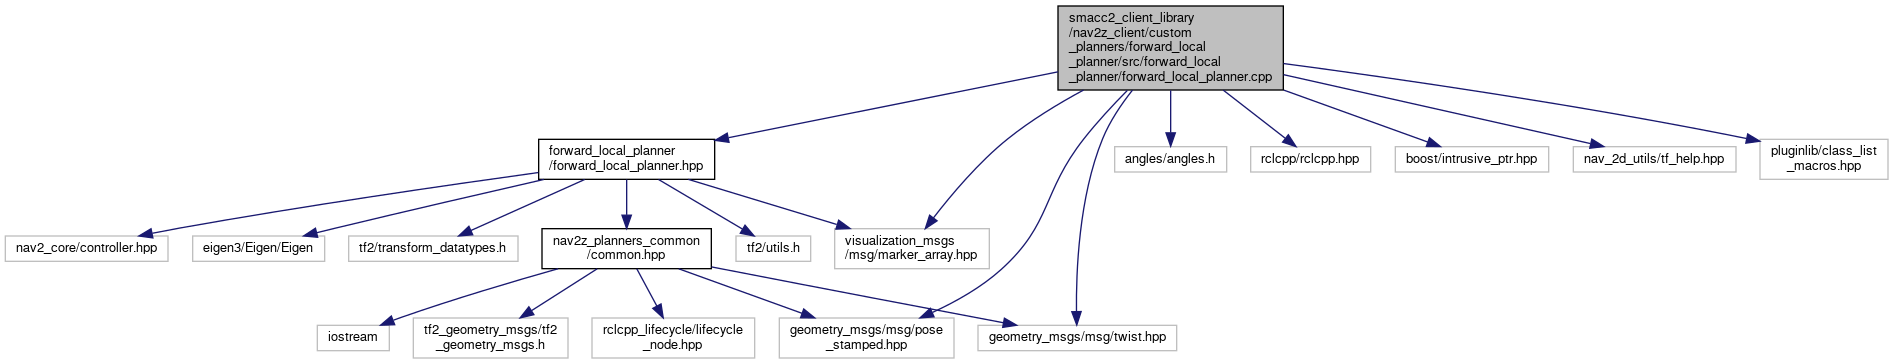 smacc2_client_library
/nav2z_client/custom
_planners/forward_local
_planner/src/forward_local
_planner/forward_local_planner.cpp
forward_local_planner
/forward_local_planner.hpp
angles/angles.h
rclcpp/rclcpp.hpp
boost/intrusive_ptr.hpp
nav_2d_utils/tf_help.hpp
pluginlib/class_list
_macros.hpp
nav2_core/controller.hpp
eigen3/Eigen/Eigen
tf2/transform_datatypes.h
nav2z_planners_common
/common.hpp
tf2/utils.h
visualization_msgs
/msg/marker_array.hpp
iostream
tf2_geometry_msgs/tf2
_geometry_msgs.h
rclcpp_lifecycle/lifecycle
_node.hpp
geometry_msgs/msg/pose
_stamped.hpp
geometry_msgs/msg/twist.hpp